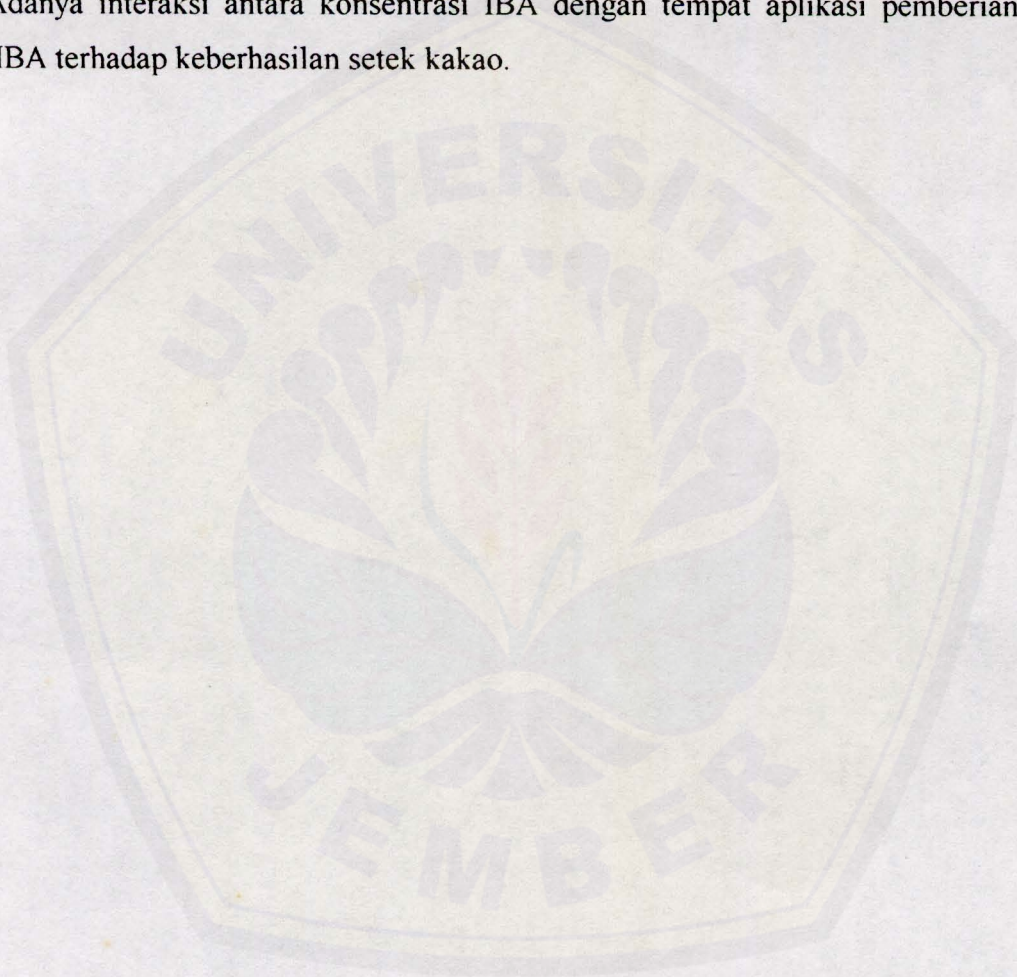 Adanya interaksi antara konsentrasi IBA dengan tempat aplikasi pemberian
IBA terhadap keberhasilan setek kakao.
UNIVERSITAS
JEMBER